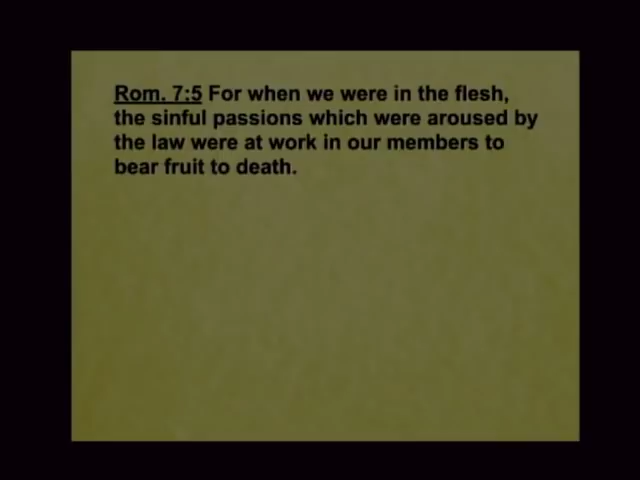 Rom. 7:5 For when we were in the flesh,
the sinful passions which were aroused by
the law were at work in our members to
bear fruit to death.